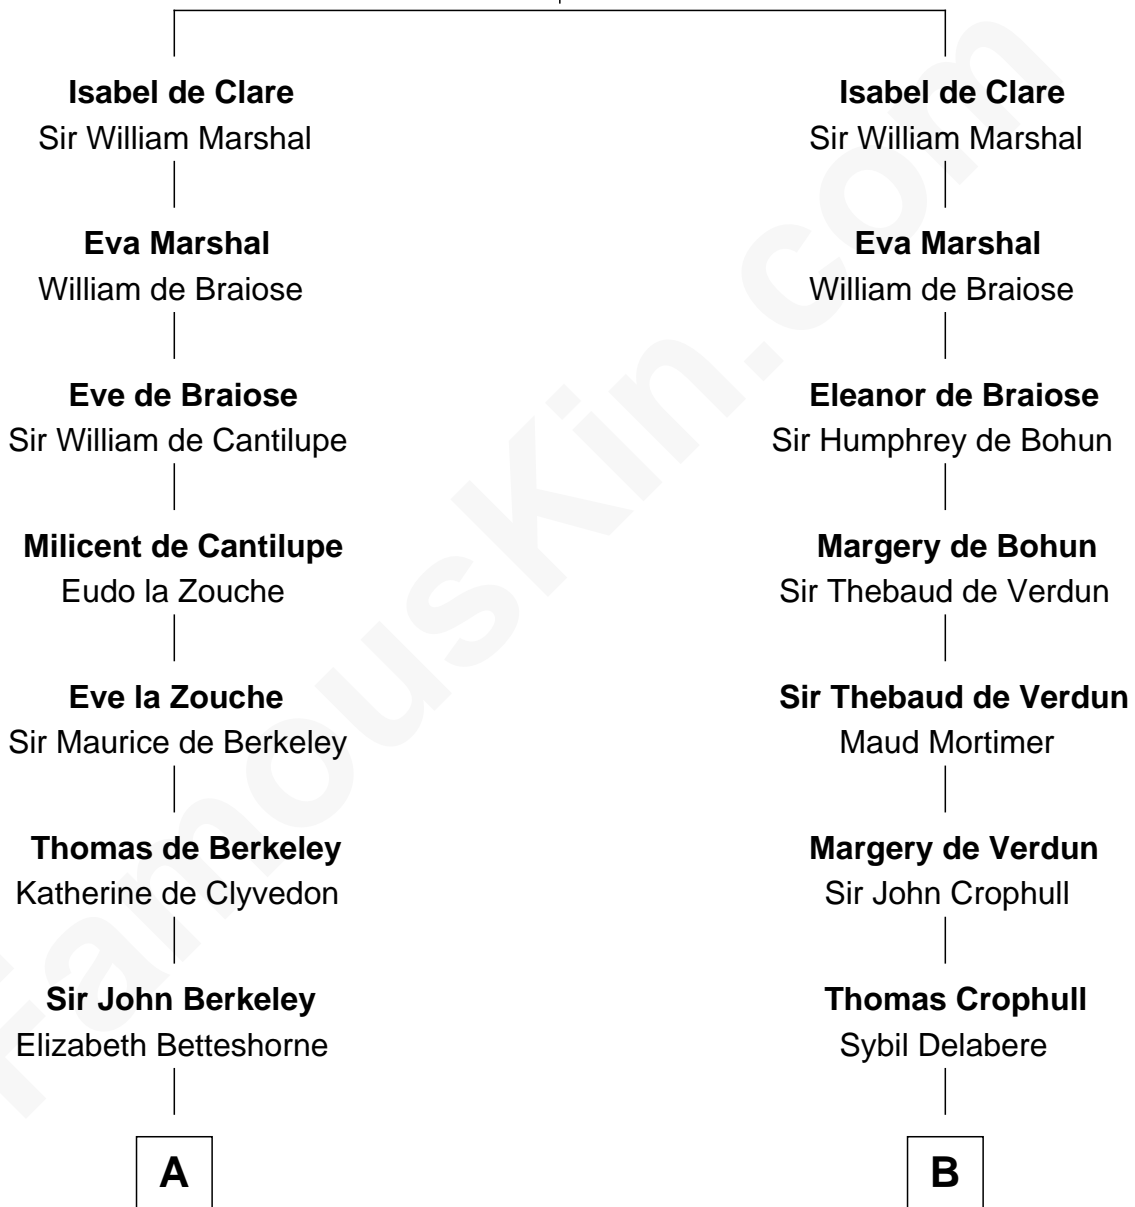 Isabel de Clare
Sir William Marshal
Eva Marshal
William de Braiose
Eve de Braiose
Sir William de Cantilupe
Milicent de Cantilupe
Eudo la Zouche
Eve la Zouche
Sir Maurice de Berkeley
Thomas de Berkeley
Katherine de Clyvedon
Sir John Berkeley
Elizabeth Betteshorne
A
Isabel de Clare
Sir William Marshal
Eva Marshal
William de Braiose
Eleanor de Braiose
Sir Humphrey de Bohun
Margery de Bohun
Sir Thebaud de Verdun
Sir Thebaud de Verdun
Maud Mortimer
Margery de Verdun
Sir John Crophull
Thomas Crophull
Sybil Delabere
B
FamousKin.com